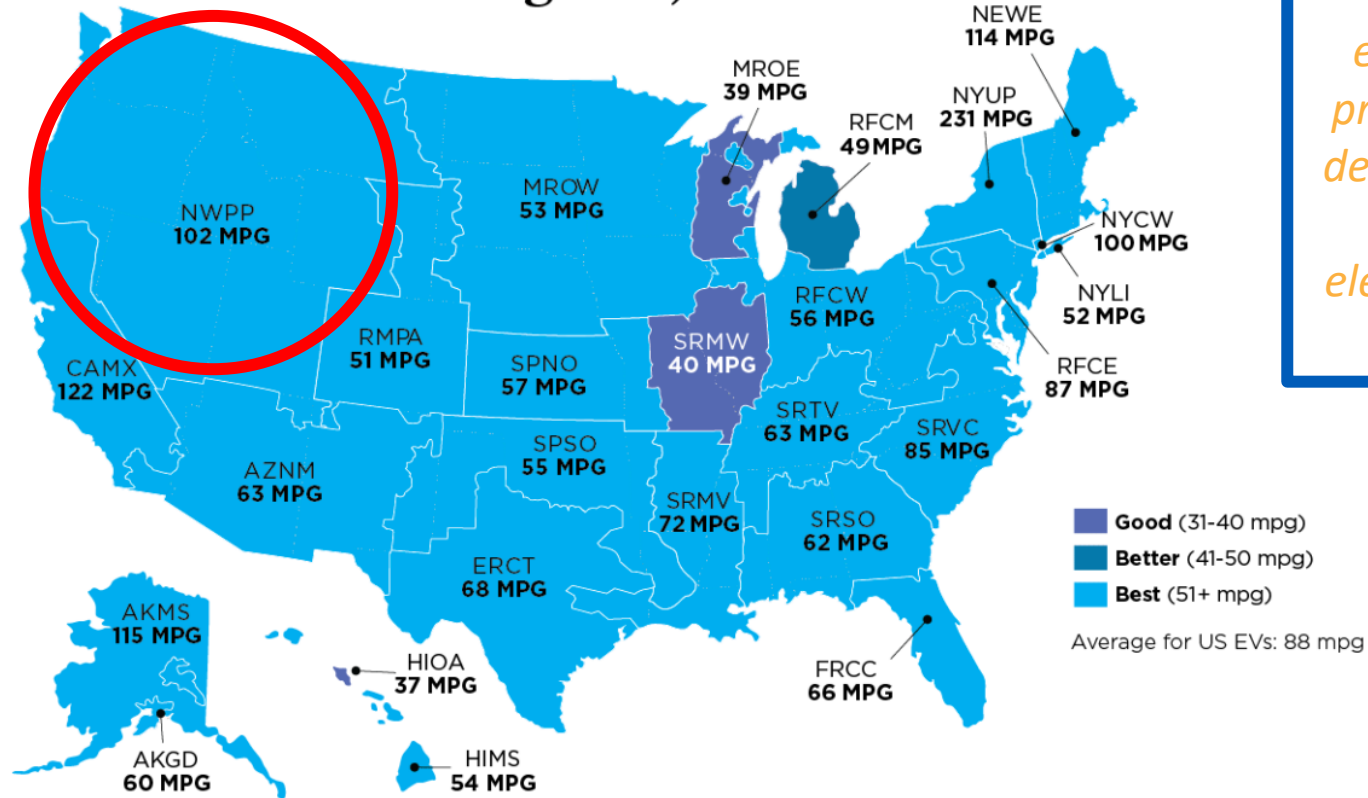 NEWE
114 MPG
MROE
39 MPG
NYUP
231 MPG
RFCM
49 MPG
MROW
53 MPG
NWPP
102 MPG
NYCW
100 MPG
NYLI
52 MPG
RFCW
56 MPG
RMPA
51 MPG
SRMW
40 MPG
SPNO
57 MPG
CAMX
122 MPG
RFCE
87 MPG
SRTV
63 MPG
SRVC
85 MPG
SPSO
55 MPG
AZNM
63 MPG
SRMV
72 MPG
SRSO
62 MPG
ERCT
68 MPG
Good (31-40 mpg)
Better (41-50 mpg)
Best (51+ mpg)
Average for US EVs: 88 mpg
AKMS
115 MPG
HIOA
37 MPG
FRCC
66 MPG
AKGD
60 MPG
HIMS
54 MPG